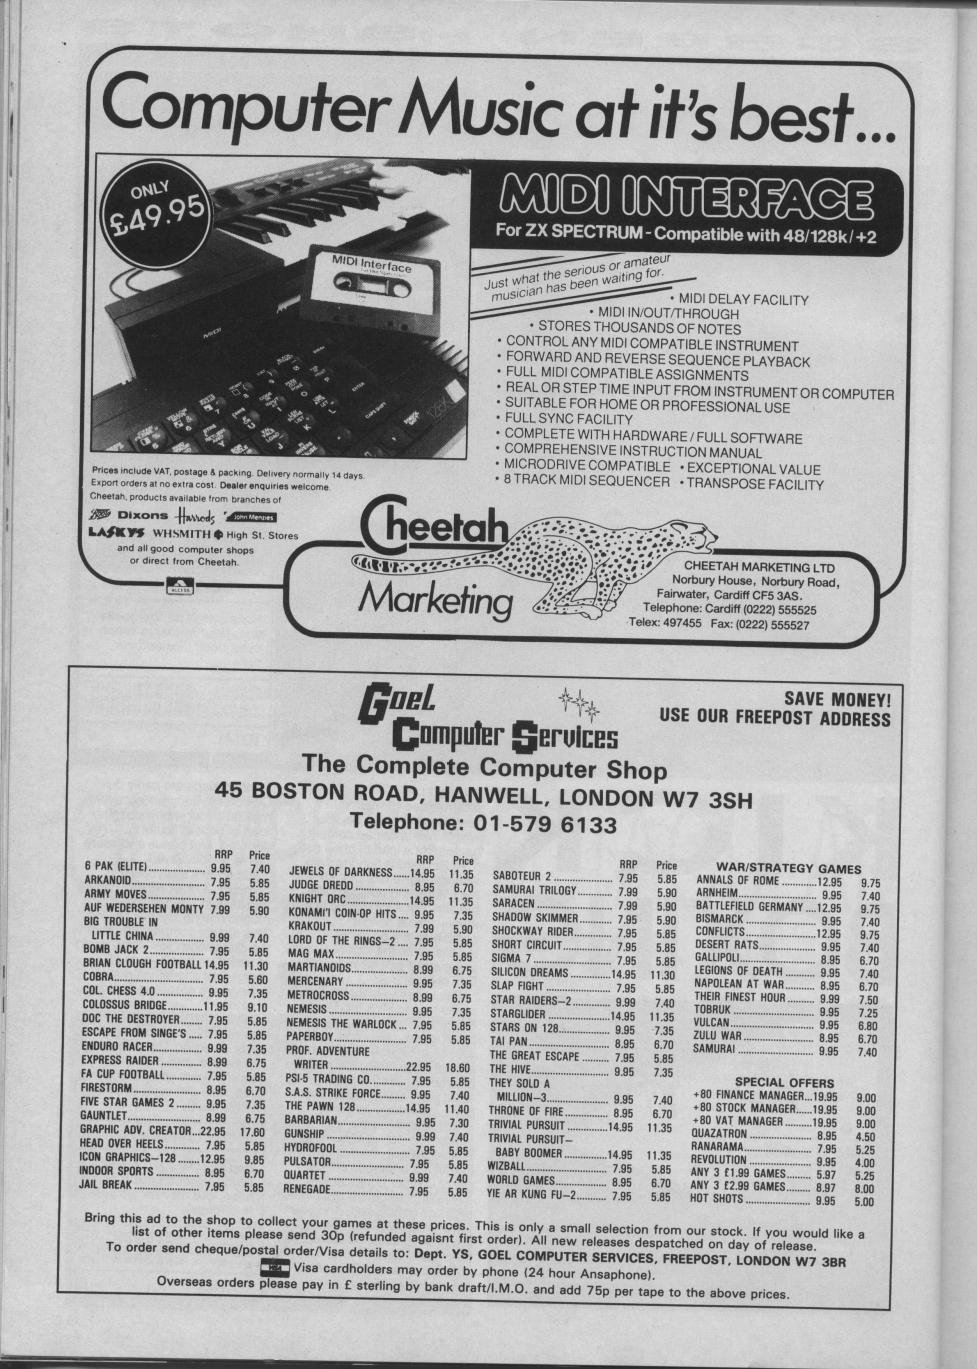 Computer Music at it's best...
ONLY
£49.95
MIDI INTERFACE
For ZX SPECTRUM - Compatible with 48/128k/+2
MIDI Interface
MIDI
Just what the serious or amateur
musician has been waiting for.
• MIDI DELAY FACILITY
• MIDI IN/OUT/THROUGH
• STORES THOUSANDS OF NOTES
• CONTROL ANY MIDI COMPATIBLE INSTRUMENT
• FORWARD AND REVERSE SEQUENCE PLAYBACK
• FULL MIDI COMPATIBLE ASSIGNMENTS
• REAL OR STEP TIME INPUT FROM INSTRUMENT OR COMPUTER
• SUITABLE FOR HOME OR PROFESSIONAL USE
• FULL SYNC FACILITY
• COMPLETE WITH HARDWARE / FULL SOFTWARE
• COMPREHENSIVE INSTRUCTION MANUAL
• MICRODRIVE COMPATIBLE • EXCEPTIONAL VALUE
• 8 TRACK MIDI SEQUENCER • TRANSPOSE FACILITY
Prices include VAT, postage & packing. Delivery normally 14 days.
Export orders at no extra cost. Dealer enquiries welcome.
Cheetah, products available from branches of
Boots Dixons Harrods John Menzies
LASKYS WHSMITH High St. Stores
and all good computer shops
or direct from Cheetah.
ACCESS
Cheetah
Marketing
CHEETAH MARKETING LTD
Norbury House, Norbury Road,
Fairwater, Cardiff CF5 3AS.
Telephone: Cardiff (0222) 555525
Telex: 497455 Fax: (0222) 555527
SAVE MONEY!
USE OUR FREEPOST ADDRESS
Goel
Computer Services
The Complete Computer Shop
45 BOSTON ROAD, HANWELL, LONDON W7 3SH
Telephone: 01-579 6133
RRP Price
6 PAK (ELITE) 9.95 7.40
ARKANOID 7.95 5.85
ARMY MOVES 7.95 5.85
AUF WEDERSEHEN MONTY 7.99 5.90
BIG TROUBLE IN
LITTLE CHINA 9.99 7.40
BOMB JACK 2 7.95 5.85
BRIAN CLOUGH FOOTBALL 14.95 11.30
COBRA 7.95 5.60
COL. CHESS 4.0 9.95 7.35
COLOSSUS BRIDGE 11.95 9.10
DOC THE DESTROYER 7.95 5.85
ESCAPE FROM SINGE'S 7.95 5.85
ENDURO RACER 9.99 7.35
EXPRESS RAIDER 8.99 6.75
FA CUP FOOTBALL 7.95 5.85
FIRESTORM 8.95 6.70
FIVE STAR GAMES 2 9.95 7.35
GAUNTLET 8.99 6.75
GRAPHIC ADV. CREATOR 22.95 17.60
HEAD OVER HEELS 7.95 5.85
ICON GRAPHICS–128 12.95 9.85
INDOOR SPORTS 8.95 6.70
JAIL BREAK 7.95 5.85
RRP Price
JEWELS OF DARKNESS 14.95 11.35
JUDGE DREDD 8.95 6.70
KNIGHT ORC 14.95 11.35
KONAMI'I COIN-OP HITS 9.95 7.35
KRAKOUT 7.99 5.90
LORD OF THE RINGS–2 7.95 5.85
MAG MAX 7.95 5.85
MARTIANOIDS 8.99 6.75
MERCENARY 9.95 7.35
METROCROSS 8.99 6.75
NEMESIS 9.95 7.35
NEMESIS THE WARLOCK 7.95 5.85
PAPERBOY 7.95 5.85
PROF. ADVENTURE
WRITER 22.95 18.60
PSI-5 TRADING CO. 7.95 5.85
S.A.S. STRIKE FORCE 9.95 7.40
THE PAWN 128 14.95 11.40
BARBARIAN 9.95 7.30
GUNSHIP 9.99 7.40
HYDROFOOL 7.95 5.85
PULSATOR 7.95 5.85
QUARTET 9.99 7.40
RENEGADE 7.95 5.85
RRP Price
SABOTEUR 2 7.95 5.85
SAMURAI TRILOGY 7.99 5.90
SARACEN 7.99 5.90
SHADOW SKIMMER 7.95 5.90
SHOCKWAY RIDER 7.95 5.85
SHORT CIRCUIT 7.95 5.85
SIGMA 7 7.95 5.85
SILICON DREAMS 14.95 11.30
SLAP FIGHT 7.95 5.85
STAR RAIDERS–2 9.99 7.40
STARGLIDER 14.95 11.35
STARS ON 128 9.95 7.35
TAI PAN 8.95 6.70
THE GREAT ESCAPE 7.95 5.85
THE HIVE 9.95 7.35
THEY SOLD A
MILLION–3 9.95 7.40
THRONE OF FIRE 8.95 6.70
TRIVIAL PURSUIT 14.95 11.35
TRIVIAL PURSUIT–
BABY BOOMER 14.95 11.35
WIZBALL 7.95 5.85
WORLD GAMES 8.95 6.70
YIE AR KUNG FU–2 7.95 5.85
WAR/STRATEGY GAMES
ANNALS OF ROME 12.95 9.75
ARNHEIM 9.95 7.40
BATTLEFIELD GERMANY 12.95 9.75
BISMARCK 9.95 7.40
CONFLICTS 12.95 9.75
DESERT RATS 9.95 7.40
GALLIPOLI 8.95 6.70
LEGIONS OF DEATH 9.95 7.40
NAPOLEAN AT WAR 8.95 6.70
THEIR FINEST HOUR 9.99 7.50
TOBRUK 9.95 7.25
VULCAN 9.95 6.80
ZULU WAR 8.95 6.70
SAMURAI 9.95 7.40
SPECIAL OFFERS
+80 FINANCE MANAGER 19.95 9.00
+80 STOCK MANAGER 19.95 9.00
+80 VAT MANAGER 19.95 9.00
QUAZATRON 8.95 4.50
RANARAMA 7.95 5.25
REVOLUTION 9.95 4.00
ANY 3 £1.99 GAMES 5.97 5.25
ANY 3 £2.99 GAMES 8.97 8.00
HOT SHOTS 9.95 5.00
Bring this ad to the shop to collect your games at these prices. This is only a small selection from our stock. If you would like a
list of other items please send 30p (refunded agaisnt first order). All new releases despatched on day of release.
To order send cheque/postal order/Visa details to: Dept. YS, GOEL COMPUTER SERVICES, FREEPOST, LONDON W7 3BR
VISA Visa cardholders may order by phone (24 hour Ansaphone).
Overseas orders please pay in £ sterling by bank draft/I.M.O. and add 75p per tape to the above prices.